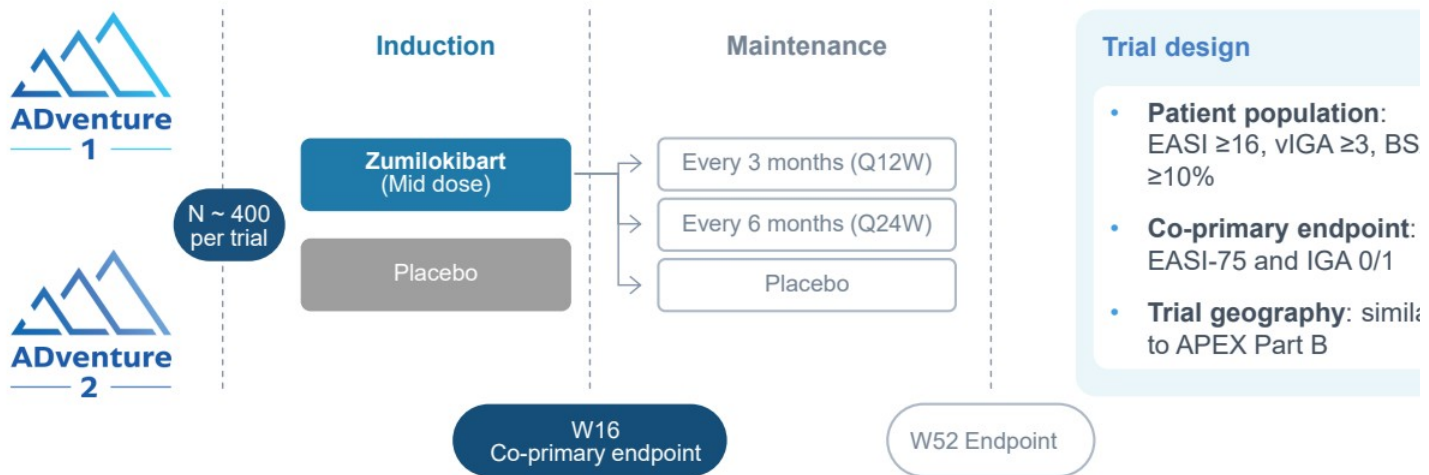 ADventure
1
ADventure
2
N ~ 400
per trial
Induction
Zumilokibart
(Mid dose)
Placebo
W16
Co-primary endpoint
Maintenance
Every 3 months (Q12W)
Every 6 months (Q24W)
Placebo
W52 Endpoint
Trial design
• Patient population:
EASI ≥16, vIGA ≥3,
≥10%
• Co-primary endpoint:
EASI-75 and IGA 0/1
• Trial geography:
to APEX Part B